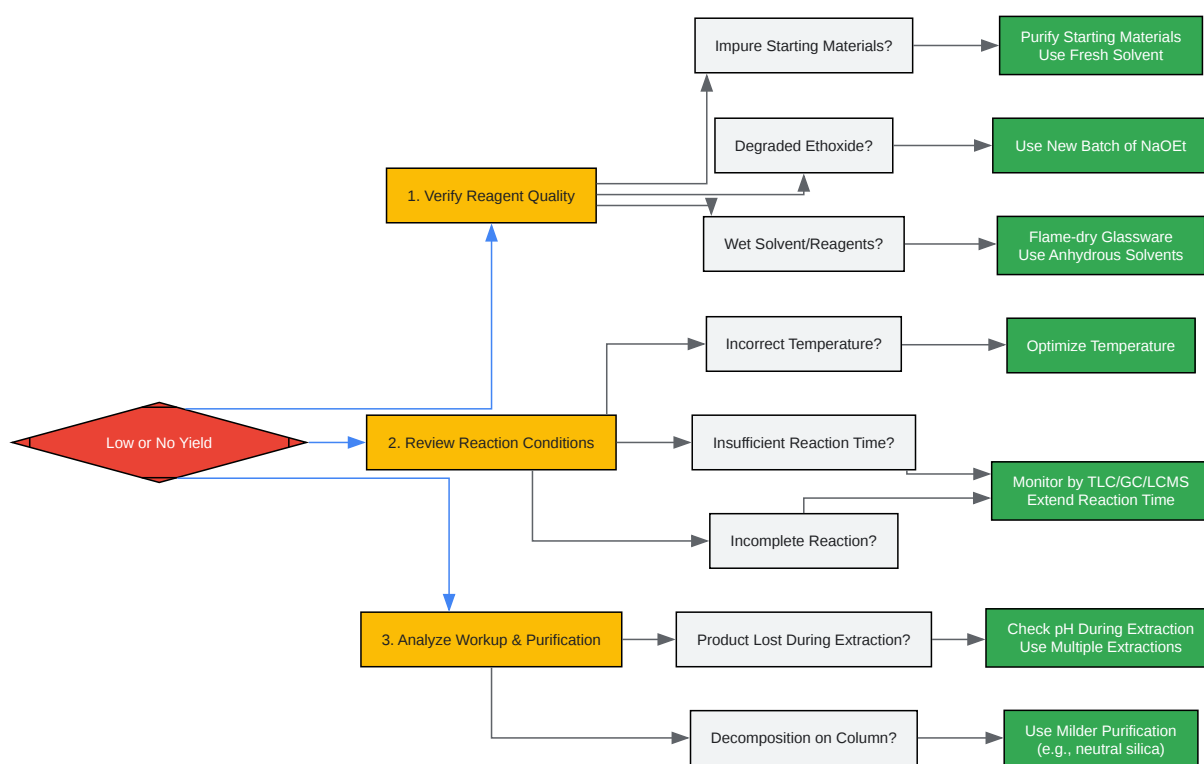 Impure Starting Materials?
Purify Starting Materials
Use Fresh Solvent
Degraded Ethoxide?
Use New Batch of NaOEt
1. Verify Reagent Quality
Wet Solvent/Reagents?
Flame-dry Glassware
Use Anhydrous Solvents
Incorrect Temperature?
Optimize Temperature
Low or No Yield
2. Review Reaction Conditions
Insufficient Reaction Time?
Monitor by TLC/GC/LCMS
Extend Reaction Time
Incomplete Reaction?
3. Analyze Workup & Purification
Product Lost During Extraction?
Check pH During Extraction
Use Multiple Extractions
Decomposition on Column?
Use Milder Purification
(e.g., neutral silica)